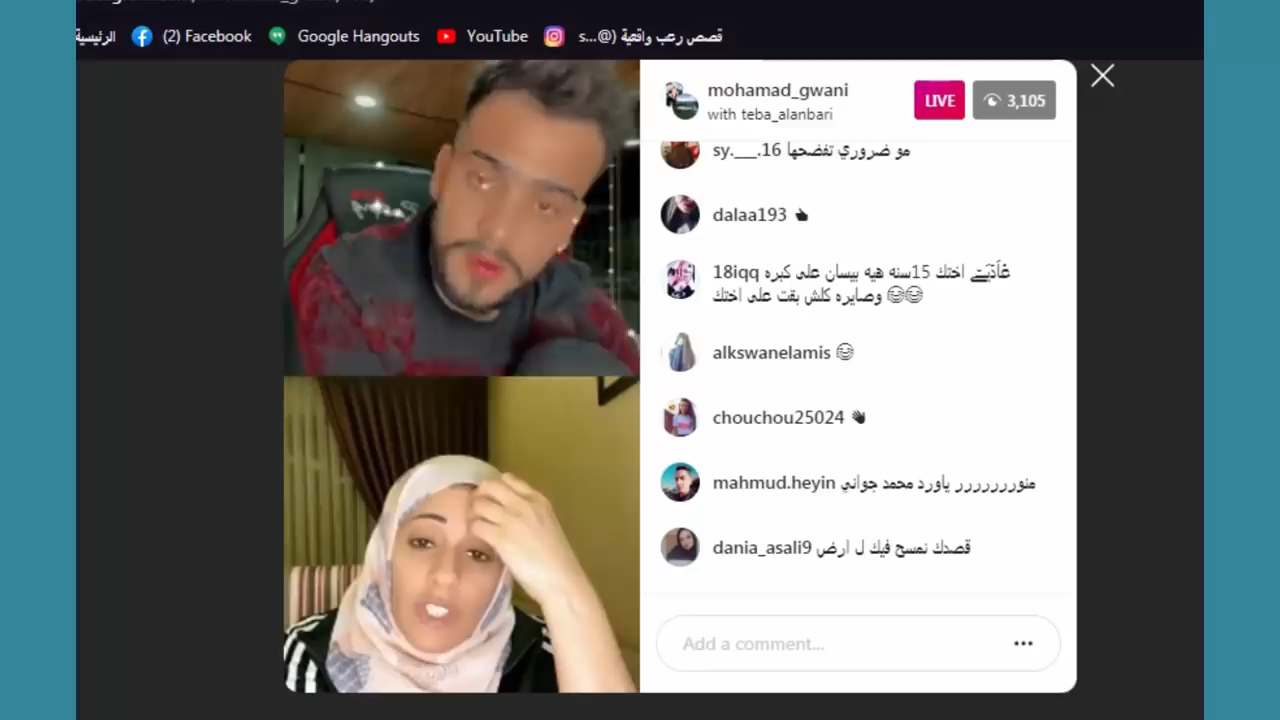 الرئيسية
(2) Facebook
Google Hangouts
YouTube
قصص رعب واقعية (@...s
mohamad_gwani
with teba_alanbari
LIVE
3,105
sy.___.16 مو ضروري تفضحها
dalaa193
18iqq اختك 15سنه هيه بيسان على كبره
وصايره كلش بقت على اختك
alkswanelamis
chouchou25024
mahmud.heyin منورررررررر ياورد محمد جواني
dania_asali9 قصدك نمسح فيك ل ارض
Add a comment...